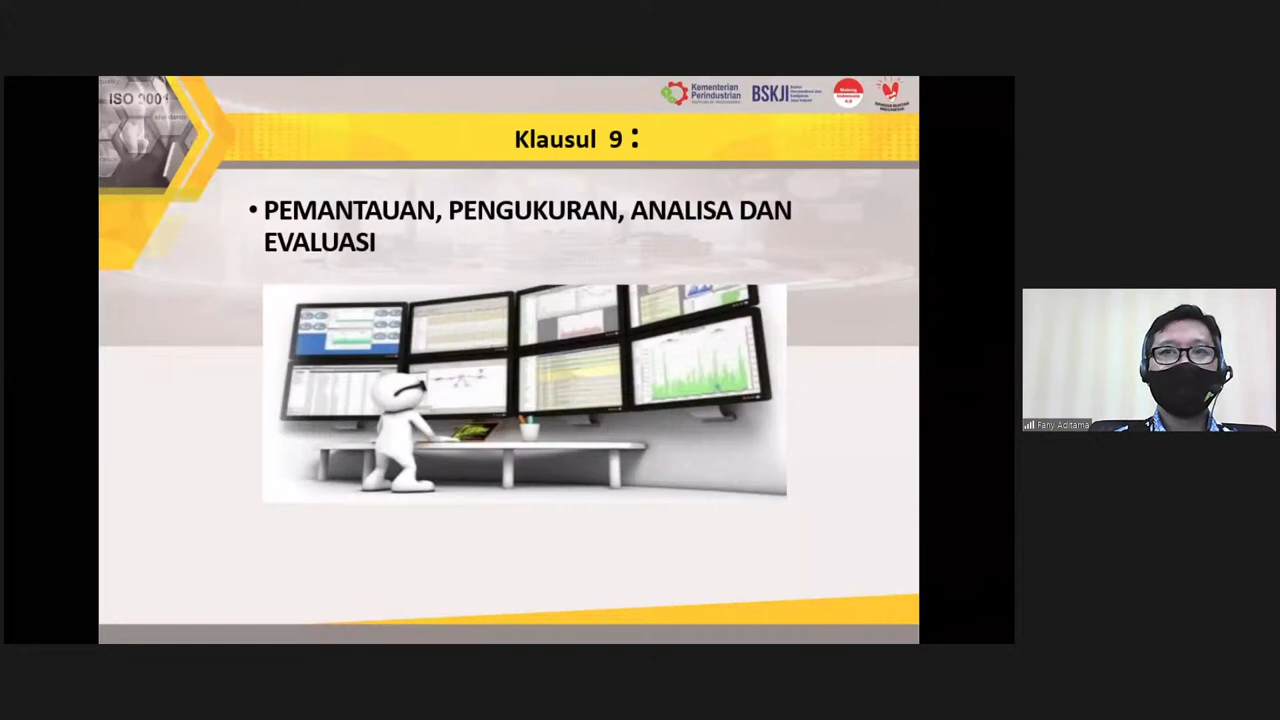 ISO 9001
Kementerian
Perindustrian
BSKJI
Klausul 9 :
• PEMANTAUAN, PENGUKURAN, ANALISA DAN
EVALUASI
Fany Aditama